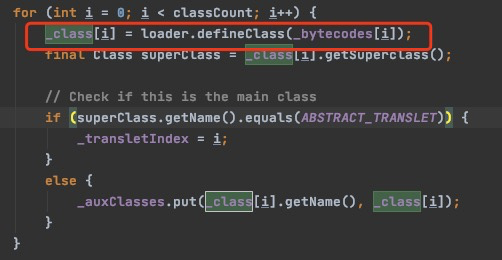 for (int i = 0; i < classCount; i++) {
_class[i] = loader.defineClass(_bytecodes[i]);
final Class superClass = _class[i].getSuperclass();
// Check if this is the main class
if (superClass.getName().equals(ABSTRACT_TRANSLET)) {
_transletIndex = i;
}
else {
_auxClasses.put(_class[i].getName(), _class[i]);
}
}